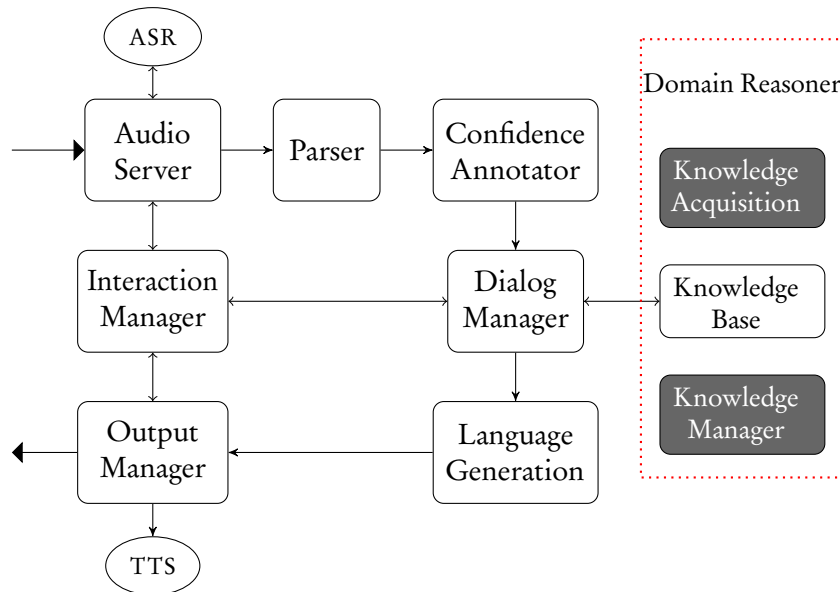 ASR
Domain Reasoner
Audio
Server
Parser
Confidence
Annotator
Knowledge
Acquisition
Interaction
Manager
Dialog
Manager
Knowledge
Base
Output
Manager
Language
Generation
Knowledge
Manager
TTS